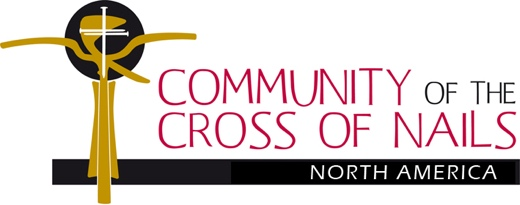 COMMUNITY OF THE
CROSS OF NAILS
NORTH AMERICA